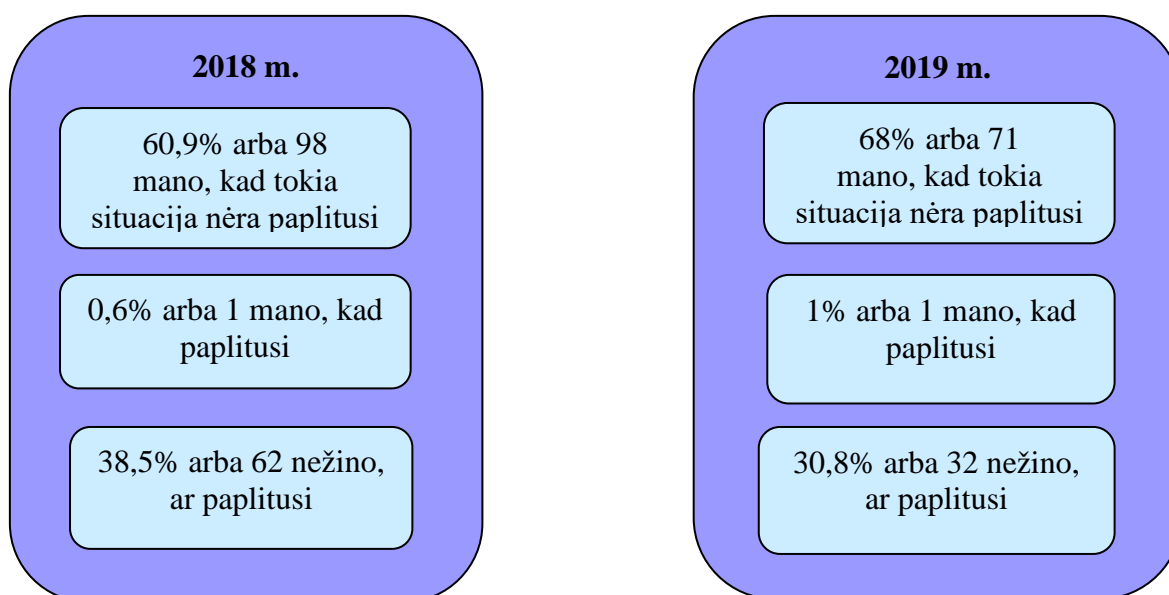 2018 m.
60,9% arba 98
mano, kad tokia
situacija nėra paplitusi
0,6% arba 1 mano, kad
paplitusi
38,5% arba 62 nežino,
ar paplitusi
2019 m.
68% arba 71
mano, kad tokia
situacija nėra paplitusi
1% arba 1 mano, kad
paplitusi
30,8% arba 32 nežino,
ar paplitusi